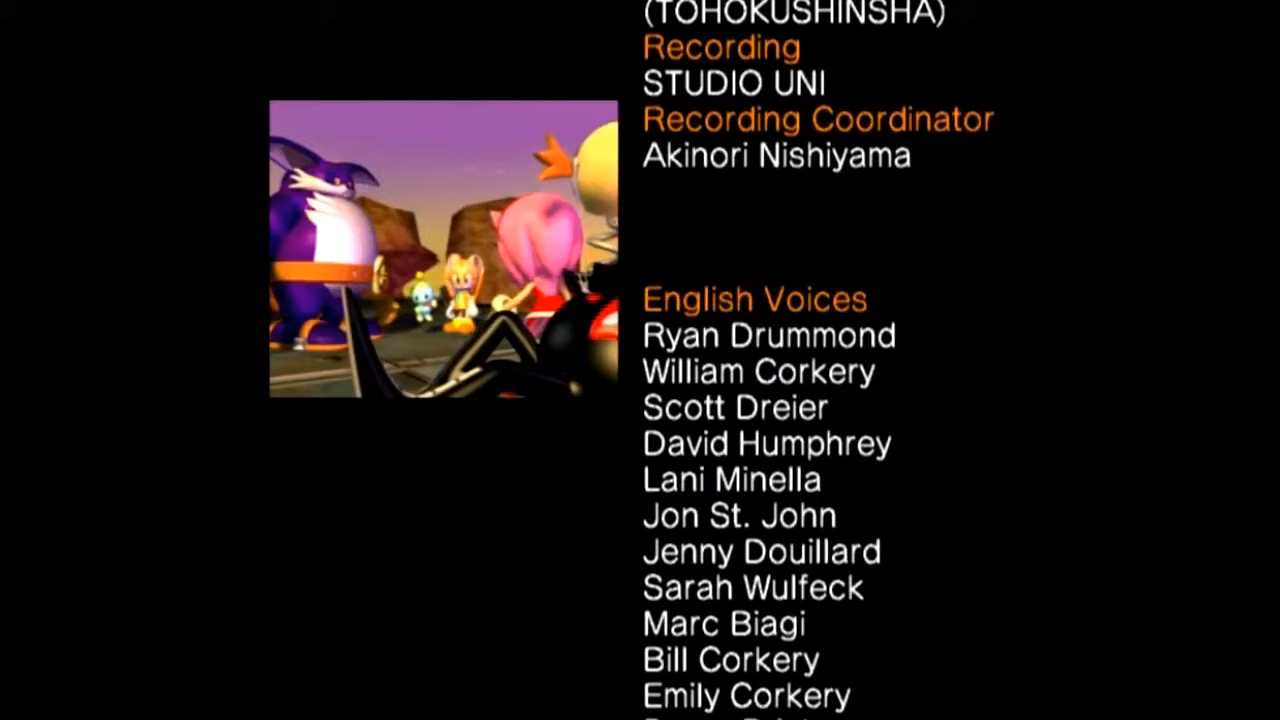 (TOHOKUSHINSHA)
Recording
STUDIO UNI
Recording Coordinator
Akinori Nishiyama
English Voices
Ryan Drummond
William Corkery
Scott Dreier
David Humphrey
Lani Minella
Jon St. John
Jenny Douillard
Sarah Wulfeck
Marc Biagi
Bill Corkery
Emily Corkery